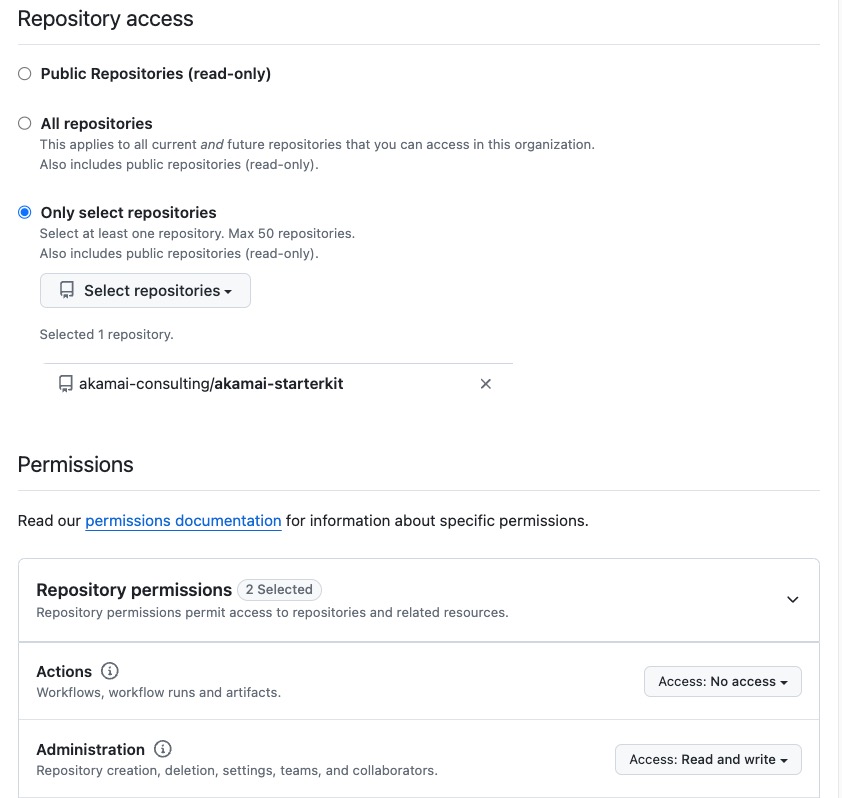 Repository access
Public Repositories (read-only)
All repositories
This applies to all current and future repositories that you can access in this organization.
Also includes public repositories (read-only).
Only select repositories
Select at least one repository. Max 50 repositories.
Also includes public repositories (read-only).
Select repositories
Selected 1 repository.
akamai-consulting/akamai-starterkit
Permissions
Read our permissions documentation for information about specific permissions.
Repository permissions 2 Selected
Repository permissions permit access to repositories and related resources.
Actions
Workflows, workflow runs and artifacts.
Access: No access
Administration
Repository creation, deletion, settings, teams, and collaborators.
Access: Read and write